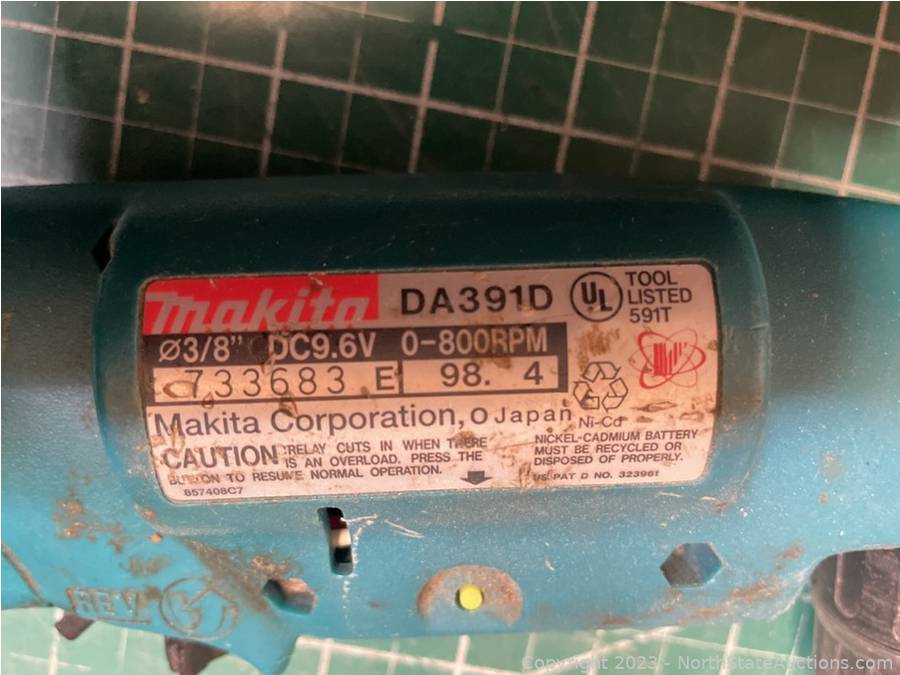 makita DA391D UL TOOL LISTED 591T
Ø3/8" DC9.6V 0-800RPM
733683 E 98. 4
Makita Corporation, O Japan
Ni-Cd
CAUTION : RELAY CUTS IN WHEN THERE
IS AN OVERLOAD. PRESS THE
BUTTON TO RESUME NORMAL OPERATION.
857408C7
NICKEL-CADMIUM BATTERY
MUST BE RECYCLED OR
DISPOSED OF PROPERLY.
US. PAT D NO. 323961
REV.
Copyright 2023 - NorthStateAuctions.com